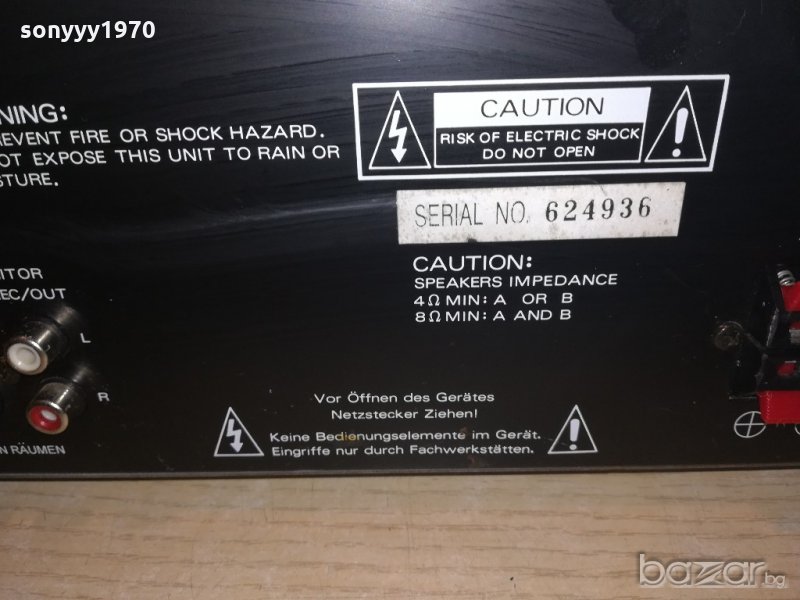 sonyyy1970
NING:
EVENT FIRE OR SHOCK HAZARD.
OT EXPOSE THIS UNIT TO RAIN OR
STURE.
CAUTION
RISK OF ELECTRIC SHOCK
DO NOT OPEN
SERIAL NO. 624936
CAUTION:
SPEAKERS IMPEDANCE
4Ω MIN: A OR B
8Ω MIN: A AND B
ITOR
EC/OUT
L
R
N RÄUMEN
Vor Öffnen des Gerätes
Netzstecker Ziehen!
Keine Bedienungselemente im Gerät.
Eingriffe nur durch Fachwerkstätten.
bazar.bg